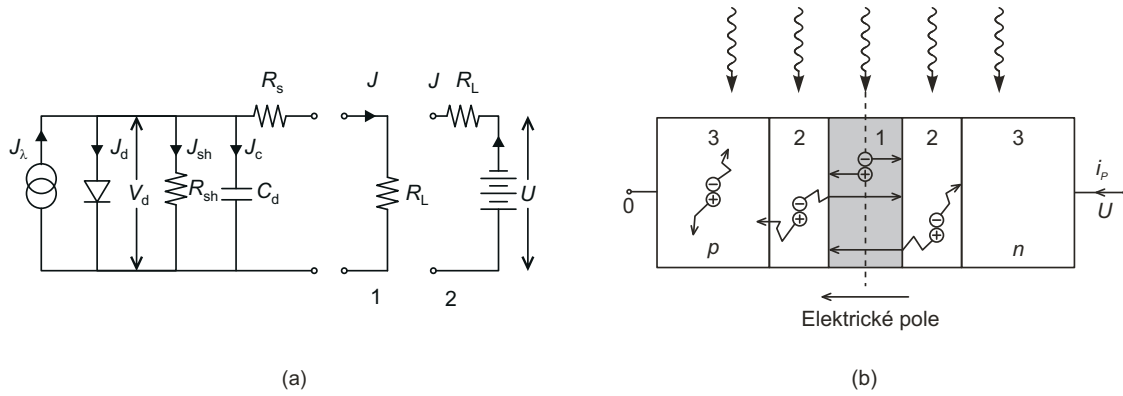 R_s J J R_L
J_λ J_d V_d J_sh R_sh J_c C_d R_L U
1 2
(a)
3 2 1 2 3
0 i_P
U
p n
Elektrické pole
(b)